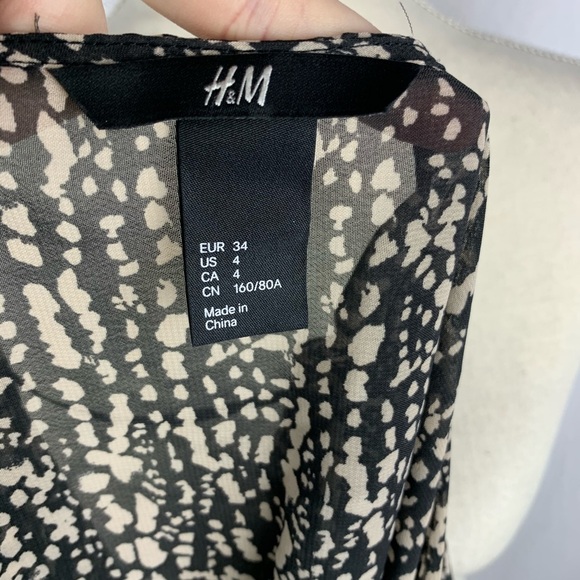 H&M
EUR 34
US 4
CA 4
CN 160/80A
Made in
China